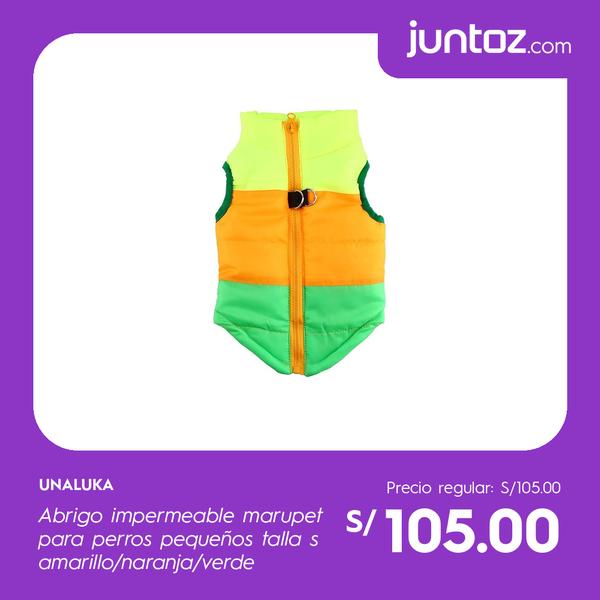 juntoz.com
UNALUKA
Abrigo impermeable marupet
para perros pequeños talla s
amarillo/naranja/verde
Precio regular: S/105.00
S/105.00